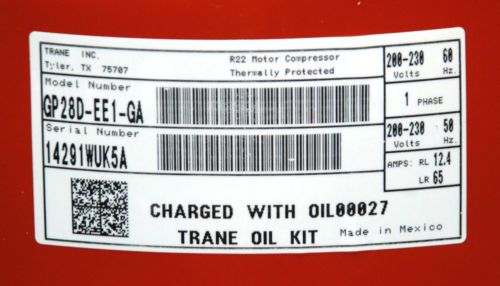 TRANE INC.
Tyler, TX 75707
R22 Motor Compressor
Thermally Protected
Model Number
GP28D-EE1-GA
Serial Number
14291WUK5A
200-230 60
Volts Hz.
1 PHASE
200-230 50
Volts Hz.
AMPS: RL 12.4
LR 65
CHARGED WITH OIL00027
TRANE OIL KIT
Made in Mexico